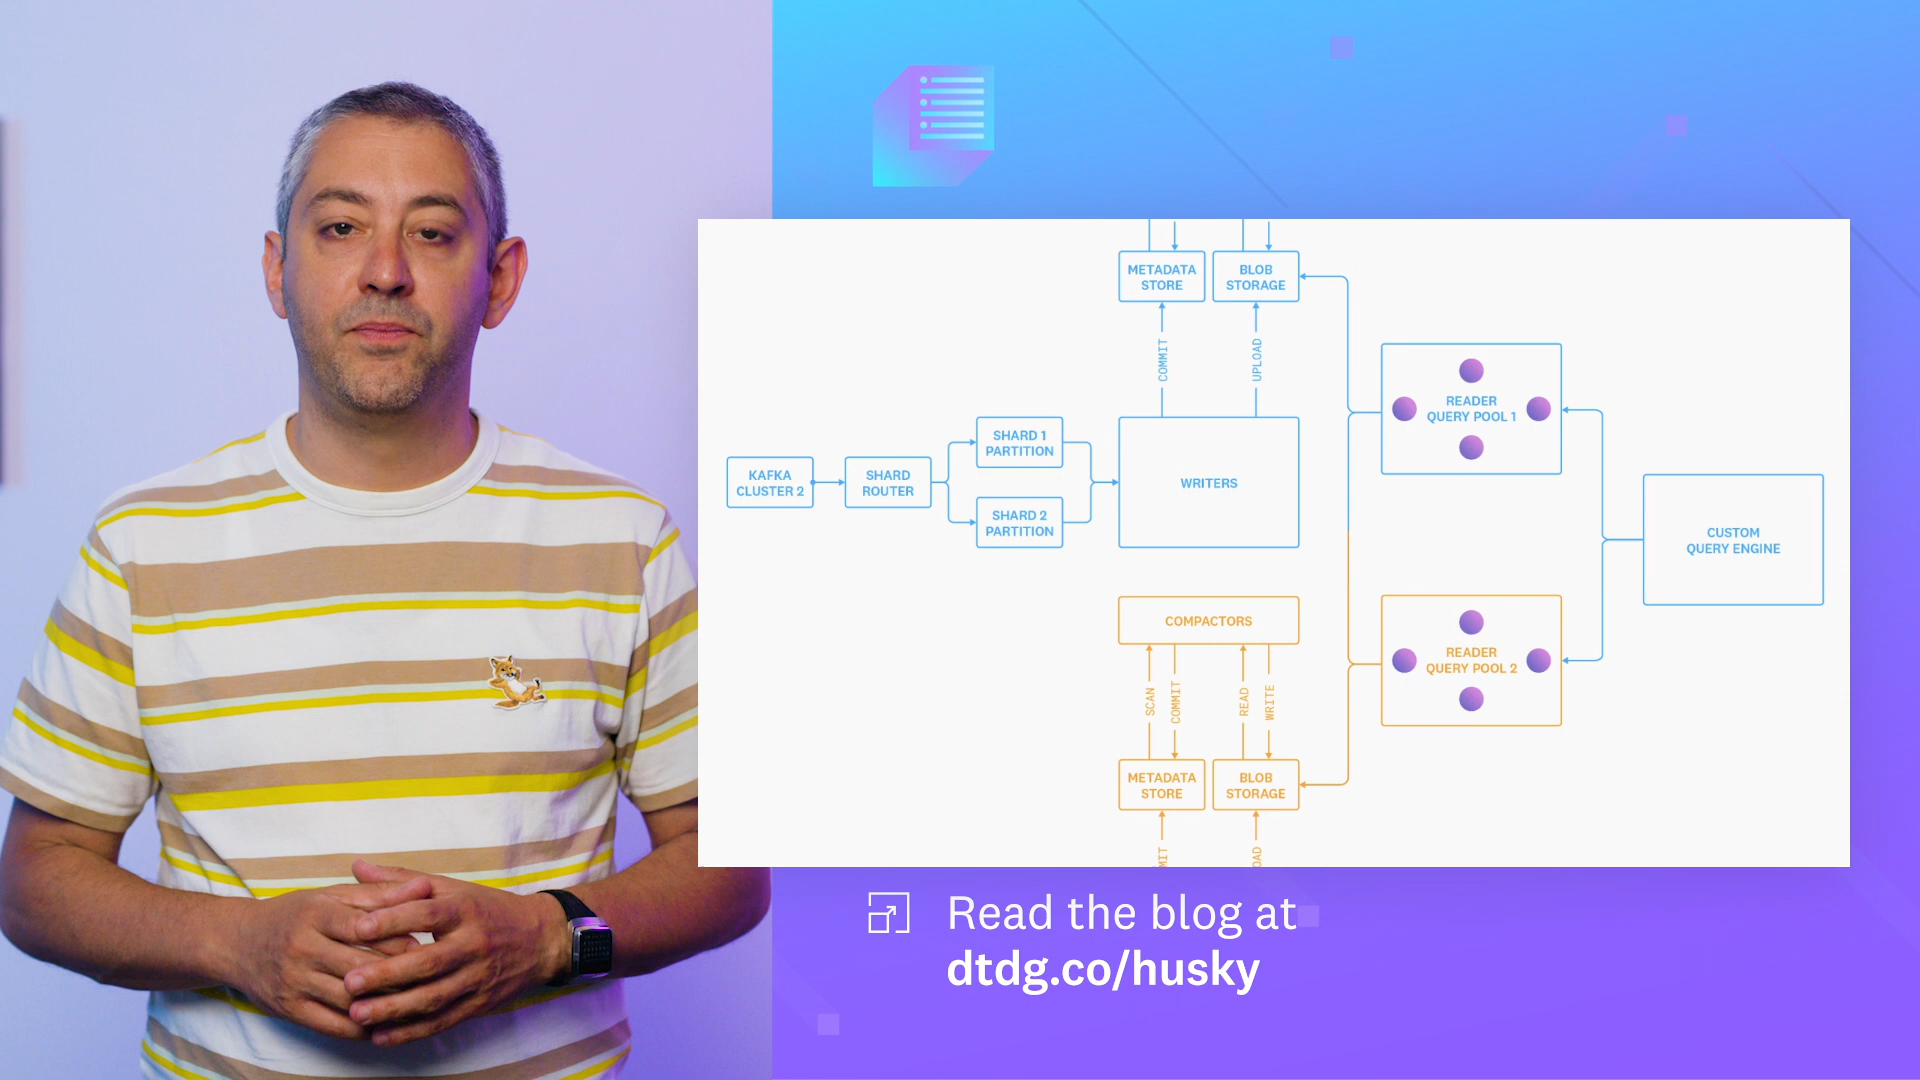 METADATA
STORE
BLOB
STORAGE
COMMIT
UPLOAD
READER
QUERY POOL 1
KAFKA
CLUSTER 2
SHARD
ROUTER
SHARD 1
PARTITION
SHARD 2
PARTITION
WRITERS
CUSTOM
QUERY ENGINE
COMPACTORS
SCAN
COMMIT
READ
WRITE
READER
QUERY POOL 2
METADATA
STORE
BLOB
STORAGE
MIT
OAD
Read the blog at
dtdg.co/husky